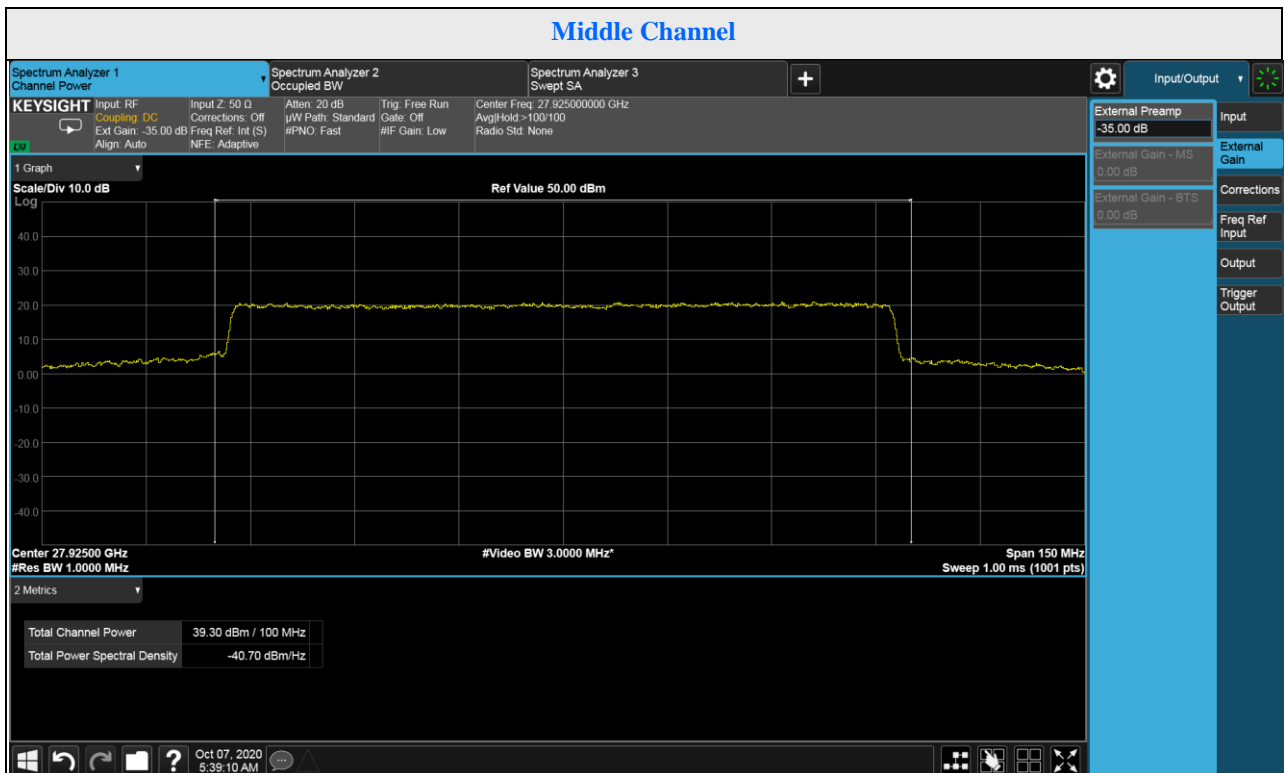 Middle Channel
Spectrum Analyzer 1
Channel Power
Spectrum Analyzer 2
Occupied BW
Spectrum Analyzer 3
Swept SA
Input/Output
KEYSIGHT
Input: RF
Coupling: DC
Ext Gain: -35.00 dB
Align: Auto
Input Z: 50 Ω
Corrections: Off
Freq Ref: Int (S)
NFE: Adaptive
Atten: 20 dB
µW Path: Standard
#PNO: Fast
Trig: Free Run
Gate: Off
#IF Gain: Low
Center Freq: 27.925000000 GHz
Avg|Hold:>100/100
Radio Std: None
LXI
External Preamp
-35.00 dB
External Gain - MS
0.00 dB
External Gain - BTS
0.00 dB
Input
External
Gain
Corrections
Freq Ref
Input
Output
Trigger
Output
1 Graph
Scale/Div 10.0 dB
Ref Value 50.00 dBm
Log
40.0
30.0
20.0
10.0
0.00
-10.0
-20.0
-30.0
-40.0
Center 27.92500 GHz
#Video BW 3.0000 MHz*
Span 150 MHz
#Res BW 1.0000 MHz
Sweep 1.00 ms (1001 pts)
2 Metrics
Total Channel Power 39.30 dBm / 100 MHz
Total Power Spectral Density -40.70 dBm/Hz
?
Oct 07, 2020
5:39:10 AM